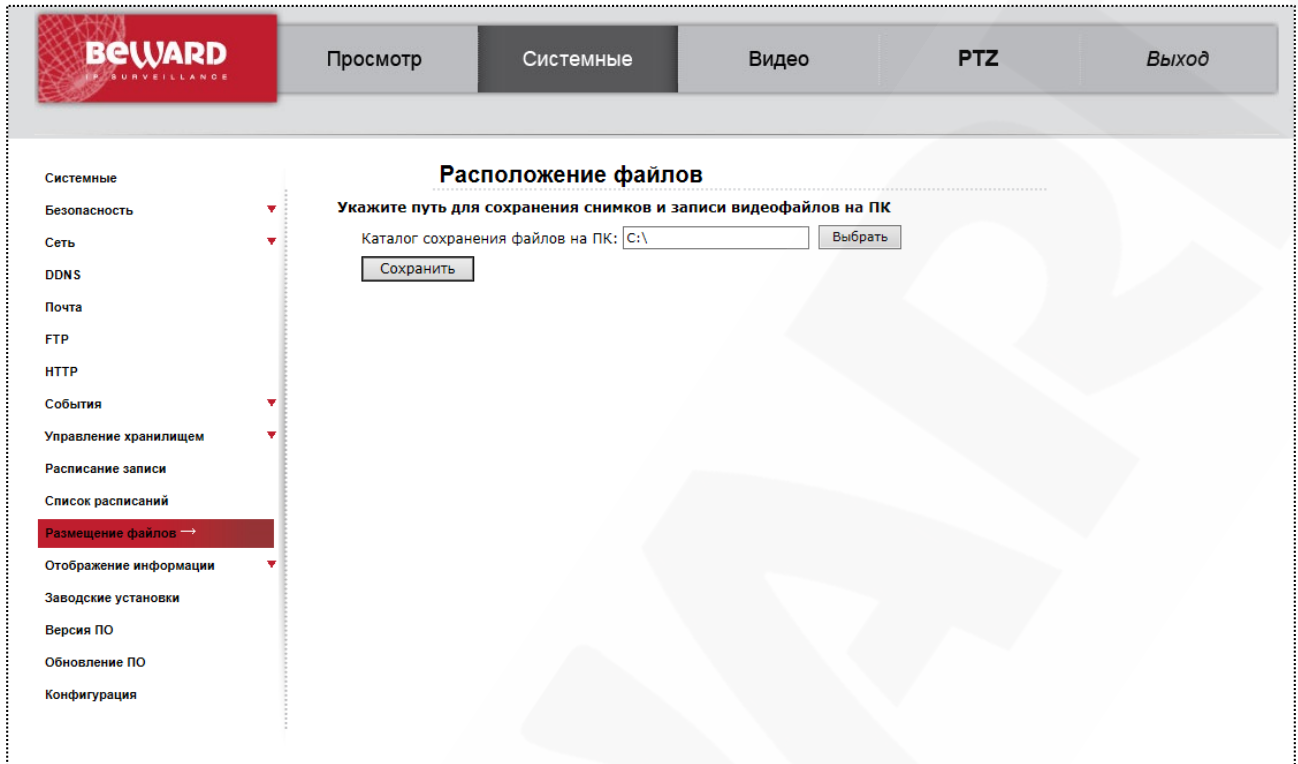 BEWARD
IP SURVEILLANCE
Просмотр
Системные
Видео
PTZ
Выход
Системные
Безопасность
Сеть
DDNS
Почта
FTP
HTTP
События
Управление хранилищем
Расписание записи
Список расписаний
Размещение файлов →
Отображение информации
Заводские установки
Версия ПО
Обновление ПО
Конфигурация
Расположение файлов
Укажите путь для сохранения снимков и записи видеофайлов на ПК
Каталог сохранения файлов на ПК: C:\ Выбрать
Сохранить